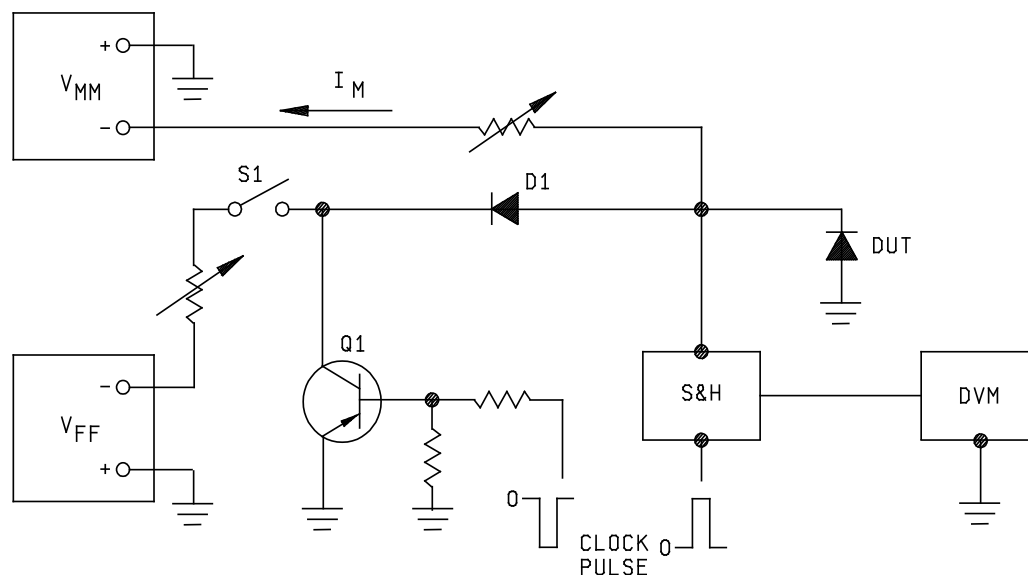 +
V_MM
I_M
−
S1
D1
DUT
Q1
S&H
DVM
−
V_FF
+
0
CLOCK 0
PULSE